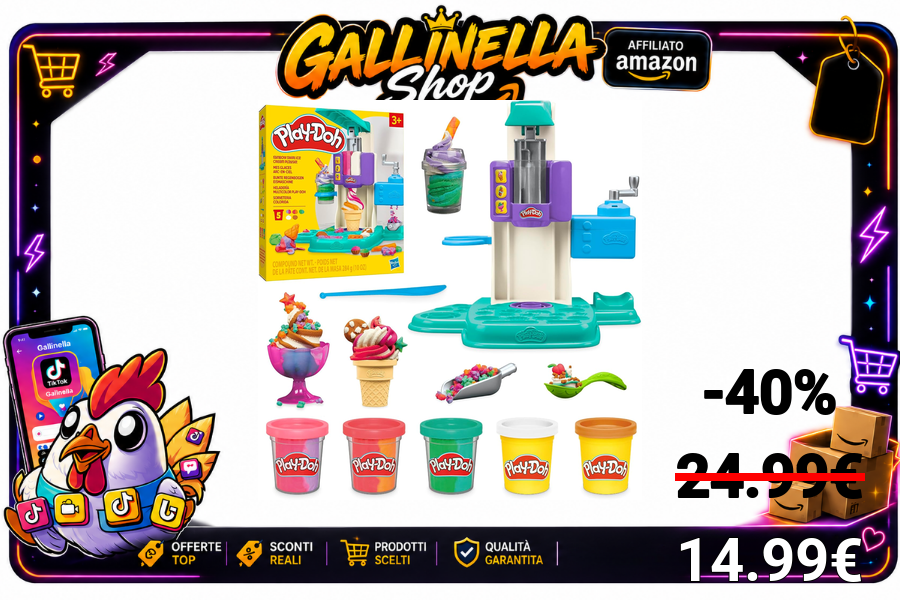 GALLINELLA
Shop
AFFILIATO
amazon
Gallinella
TikTok
Gallinella
Play-Doh
3+
5
Hasbro
Play-Doh
-40%
24.99€
14.99€
Play-Doh
Play-Doh
Play-Doh
Play-Doh
Play-Doh
OFFERTE
TOP
SCONTI
REALI
PRODOTTI
SCELTI
QUALITÀ
GARANTITA